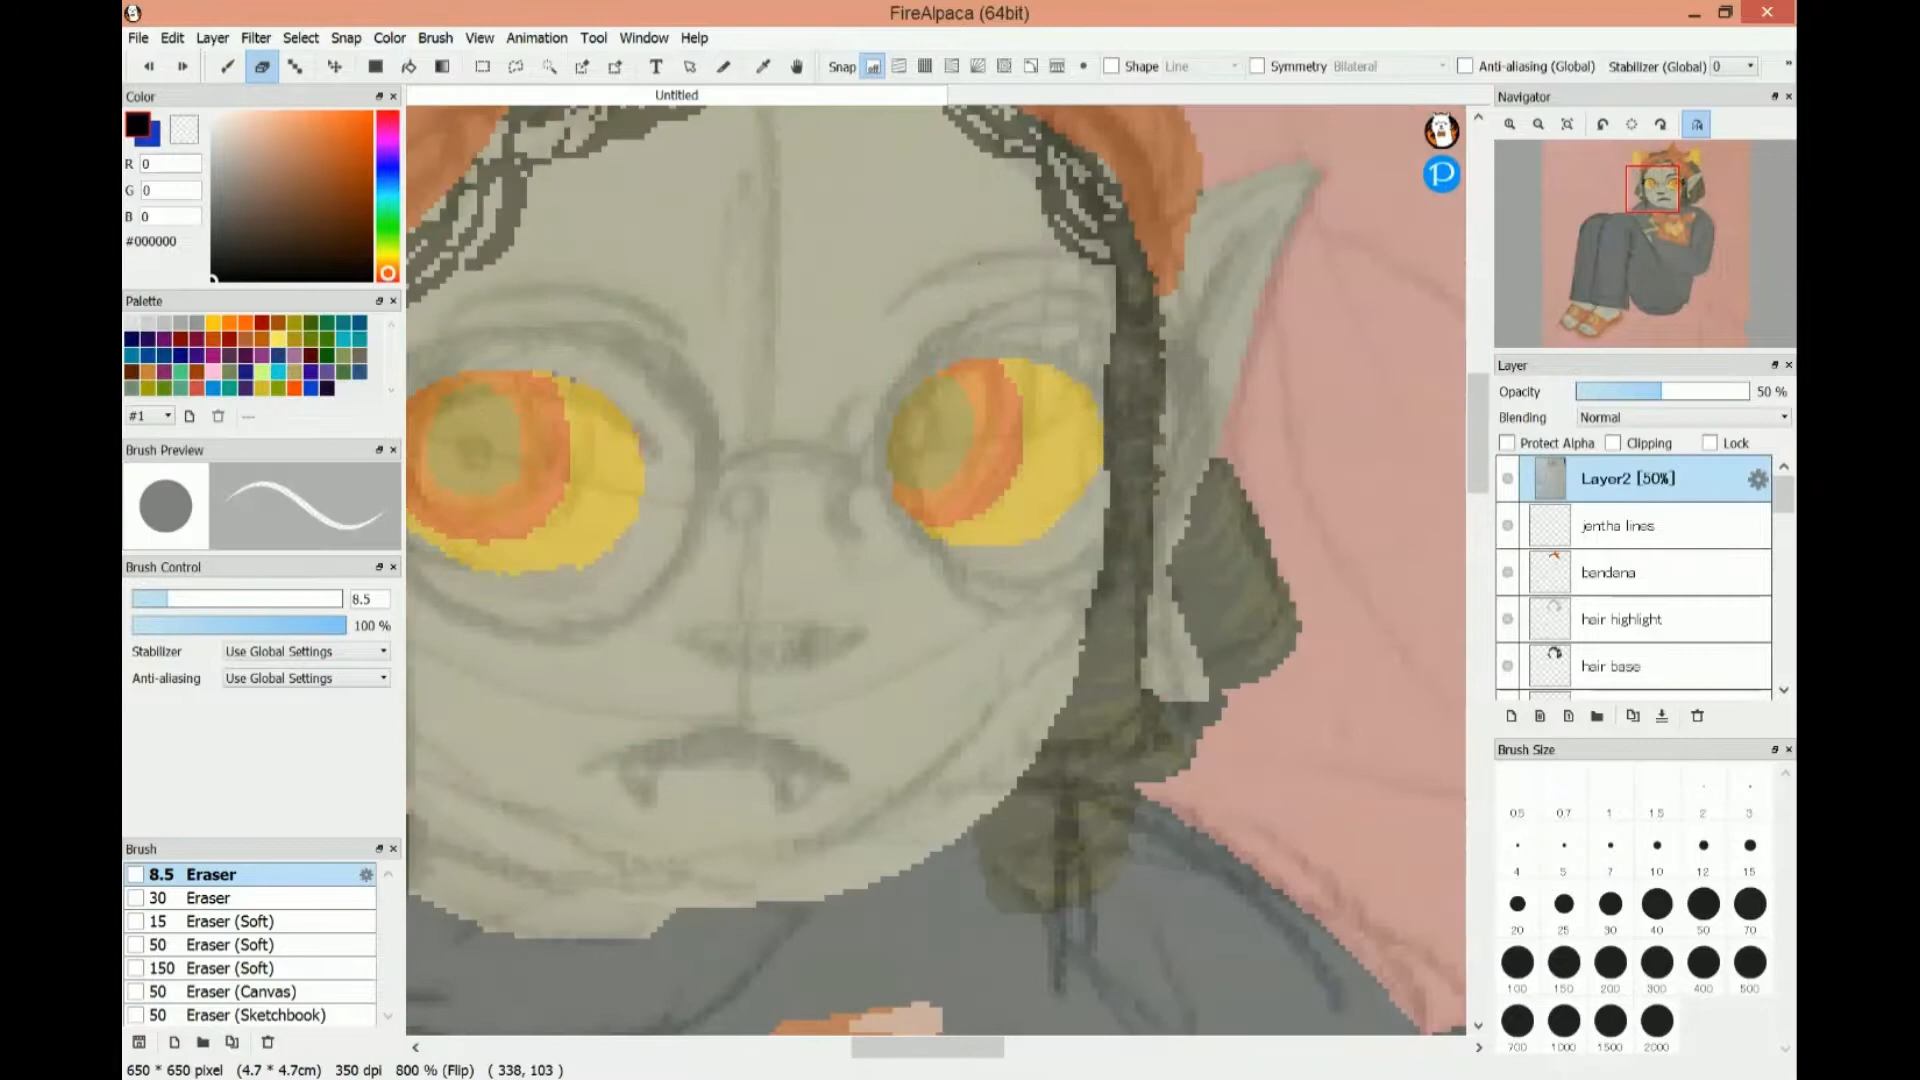 FireAlpaca (64bit)
File Edit Layer Filter Select Snap Color Brush View Animation Tool Window Help
Snap off Shape Line Symmetry Bilateral Anti-aliasing (Global) Stabilizer (Global) 0
Color
Untitled
Navigator
R 0
G 0
B 0
#000000
Palette
#1
Brush Preview
Brush Control
8.5
100 %
Stabilizer Use Global Settings
Anti-aliasing Use Global Settings
Brush
8.5 Eraser
30 Eraser
15 Eraser (Soft)
50 Eraser (Soft)
150 Eraser (Soft)
50 Eraser (Canvas)
50 Eraser (Sketchbook)
P
Layer
Opacity 50 %
Blending Normal
Protect Alpha Clipping Lock
Layer2 [50%]
jentha lines
bandana
hair highlight
hair base
Brush Size
0.5 0.7 1 1.5 2 3
4 5 7 10 12 15
20 25 30 40 50 70
100 150 200 300 400 500
700 1000 1500 2000
650 * 650 pixel (4.7 * 4.7cm) 350 dpi 800 % (Flip) ( 338, 103 )